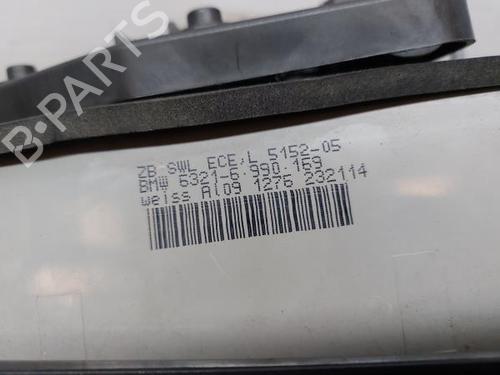 B-PARTS
ZB SWL ECE,L 5152-05
BMW 6321-6.990.169
weiss Al09 1276 232114